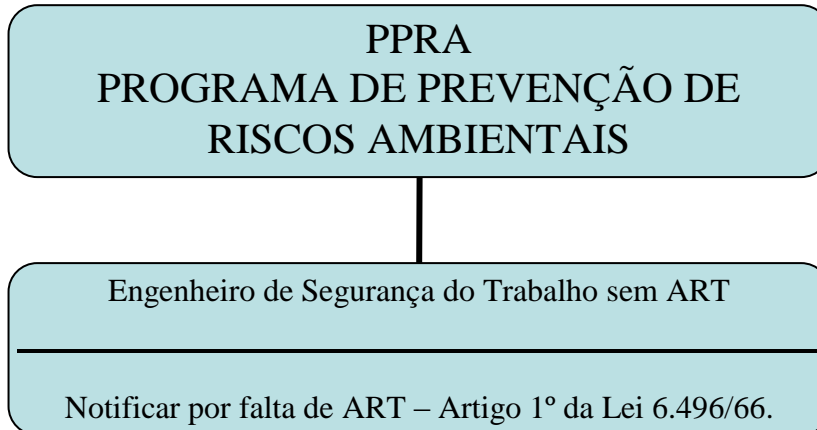 PPRA
PROGRAMA DE PREVENÇÃO DE
RISCOS AMBIENTAIS
Engenheiro de Segurança do Trabalho sem ART
Notificar por falta de ART – Artigo 1º da Lei 6.496/66.